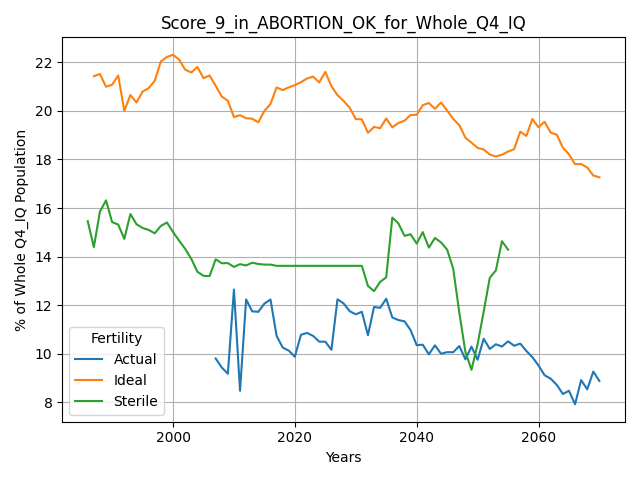 Score_9_in_ABORTION_OK_for_Whole_Q4_IQ
% of Whole Q4_IQ Population
22
20
18
16
14
12
10
8
Fertility
Actual
Ideal
Sterile
2000 2020 2040 2060
Years